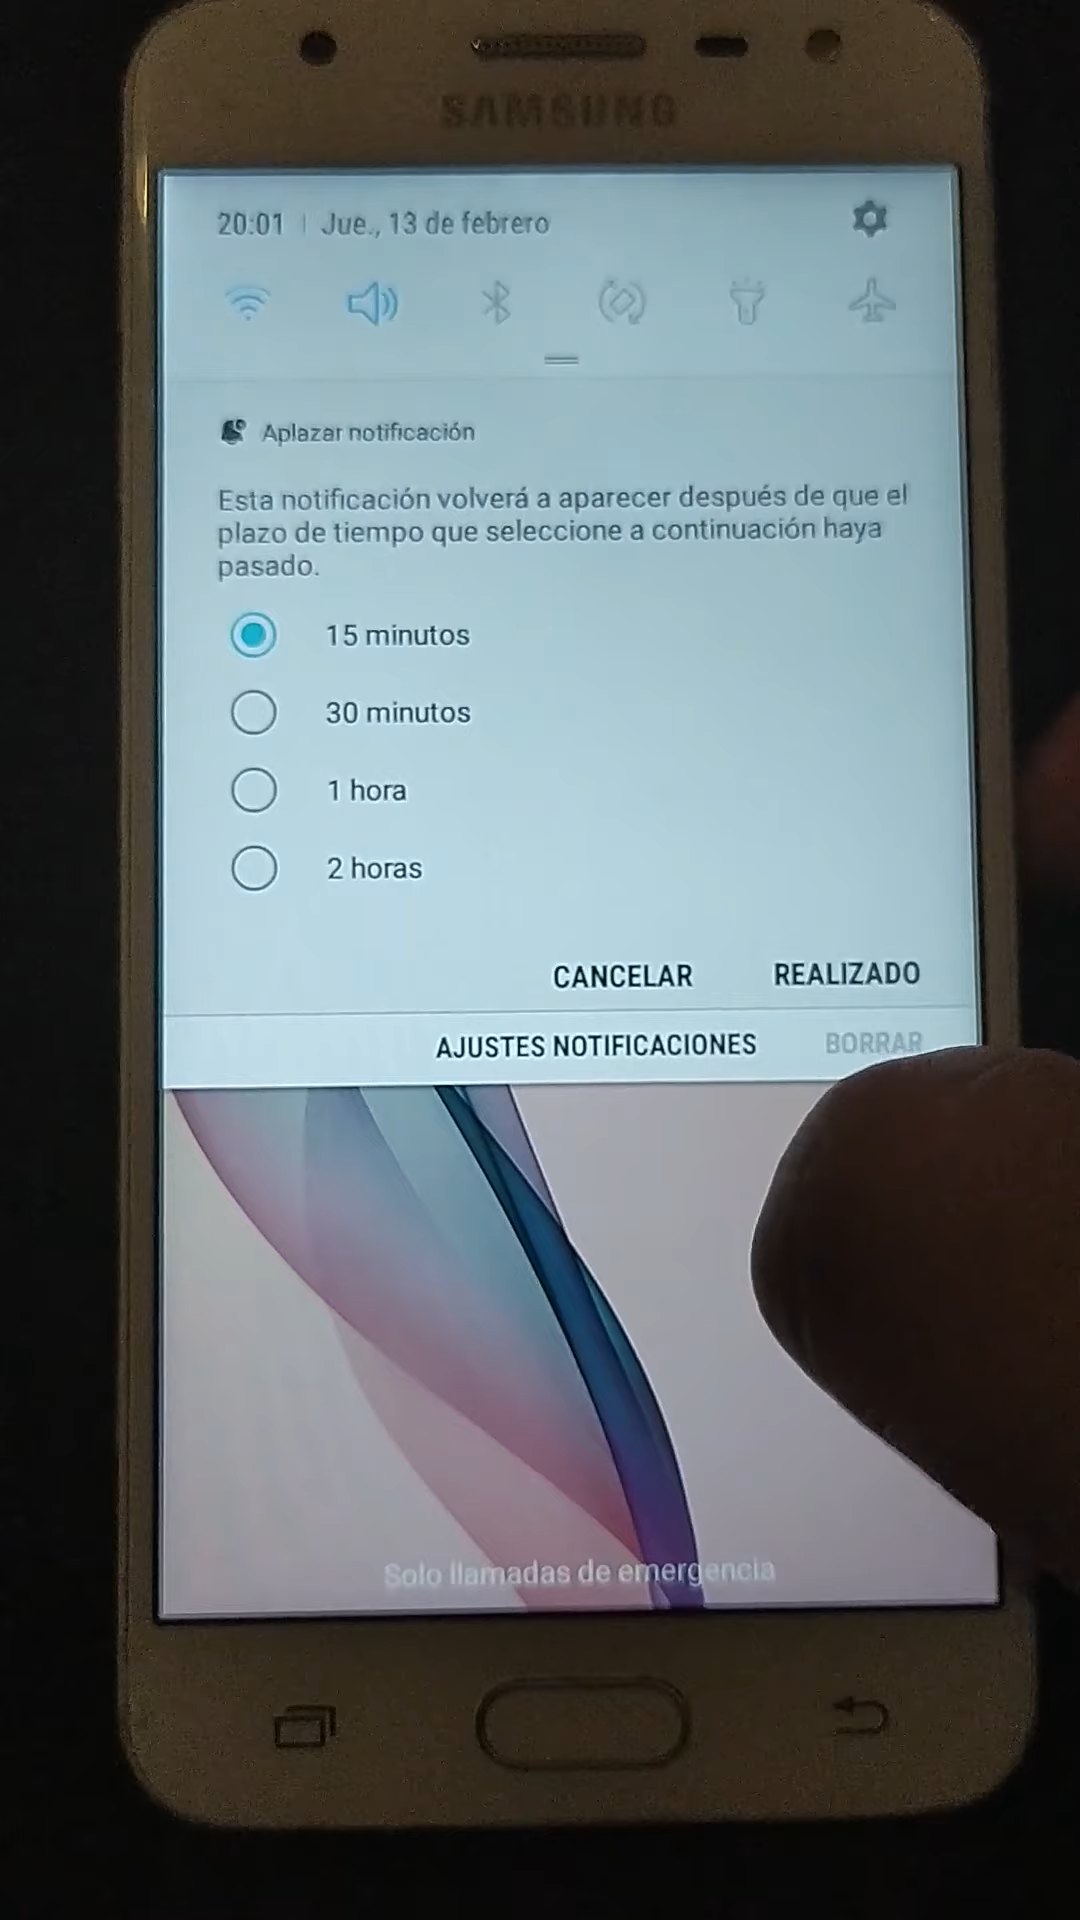 SAMSUNG
20:01 | Jue., 13 de febrero
Aplazar notificación
Esta notificación volverá a aparecer después de que el
plazo de tiempo que seleccione a continuación haya
pasado.
15 minutos
30 minutos
1 hora
2 horas
CANCELAR REALIZADO
AJUSTES NOTIFICACIONES BORRAR
Solo llamadas de emergencia